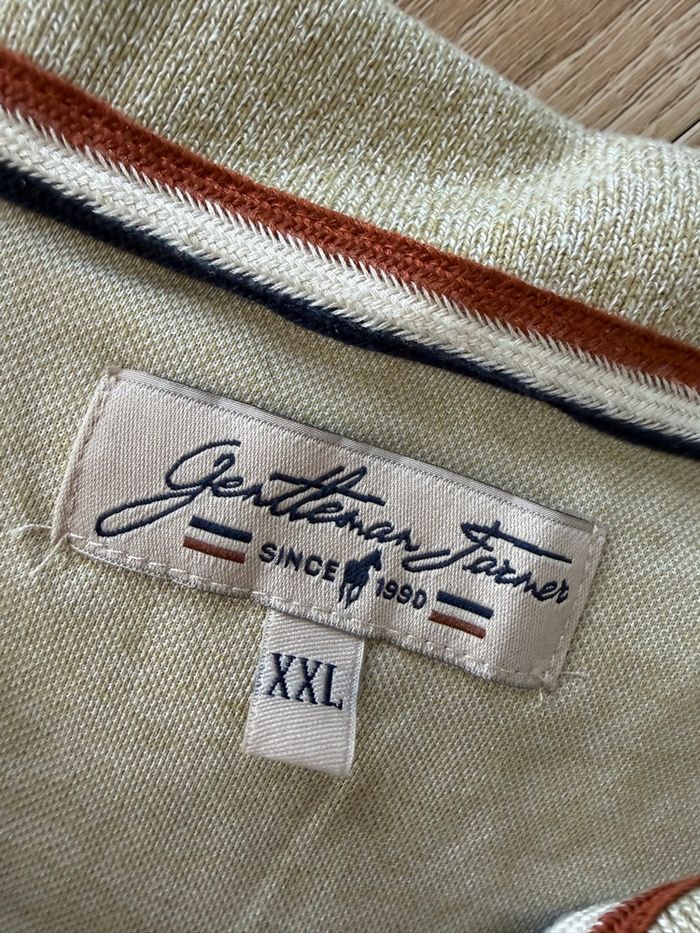 Gentleman Farmer
SINCE 1990
XXL